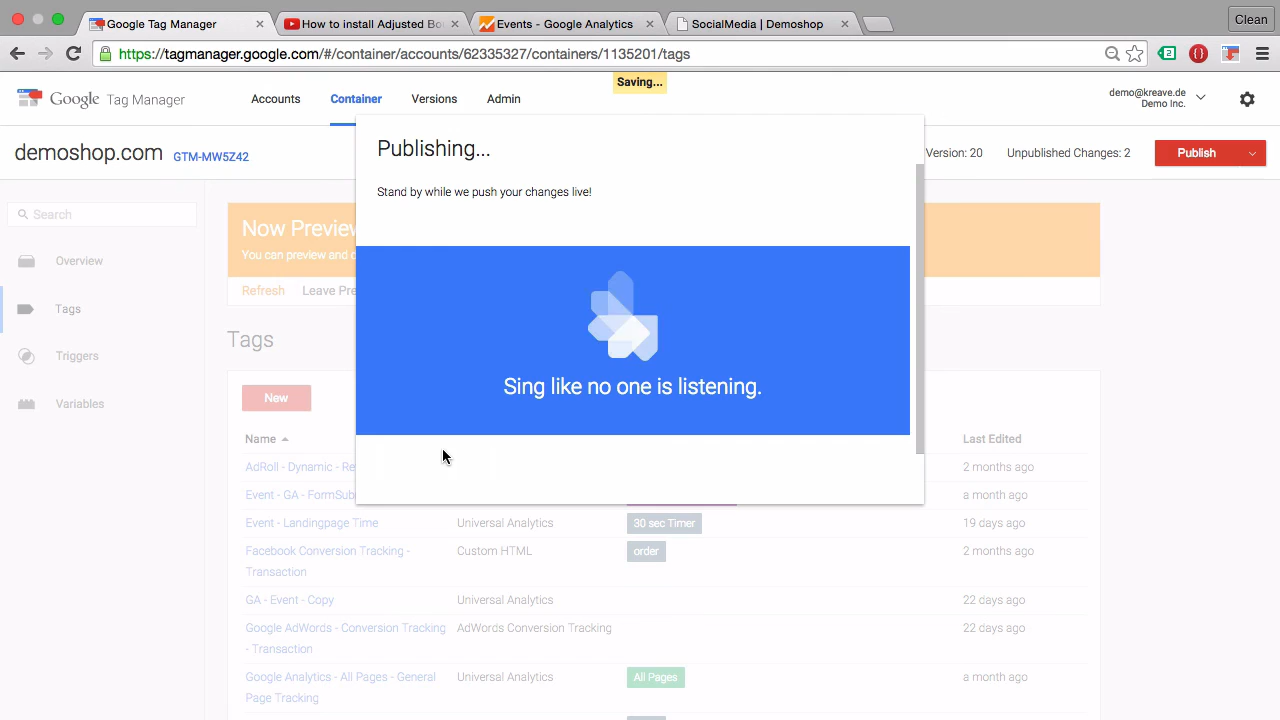 Google Tag Manager
How to install Adjusted Bo
Events - Google Analytics
SocialMedia | Demoshop
Clean
https://tagmanager.google.com/#/container/accounts/62335327/containers/1135201/tags
Saving...
Google Tag Manager
Accounts
Container
Versions
Admin
demo@kreave.de
Demo Inc.
demoshop.com GTM-MW5Z42
Version: 20
Unpublished Changes: 2
Publish
Publishing...
Stand by while we push your changes live!
Sing like no one is listening.
Search
Overview
Tags
Triggers
Variables
Now Preview
You can preview and
Refresh
Leave Pre
Tags
New
Name
Last Edited
AdRoll - Dynamic - Re
2 months ago
Event - GA - FormSub
a month ago
Event - Landingpage Time
Universal Analytics
30 sec Timer
19 days ago
Facebook Conversion Tracking -
Transaction
Custom HTML
order
2 months ago
GA - Event - Copy
Universal Analytics
22 days ago
Google AdWords - Conversion Tracking
- Transaction
AdWords Conversion Tracking
22 days ago
Google Analytics - All Pages - General
Page Tracking
Universal Analytics
All Pages
a month ago